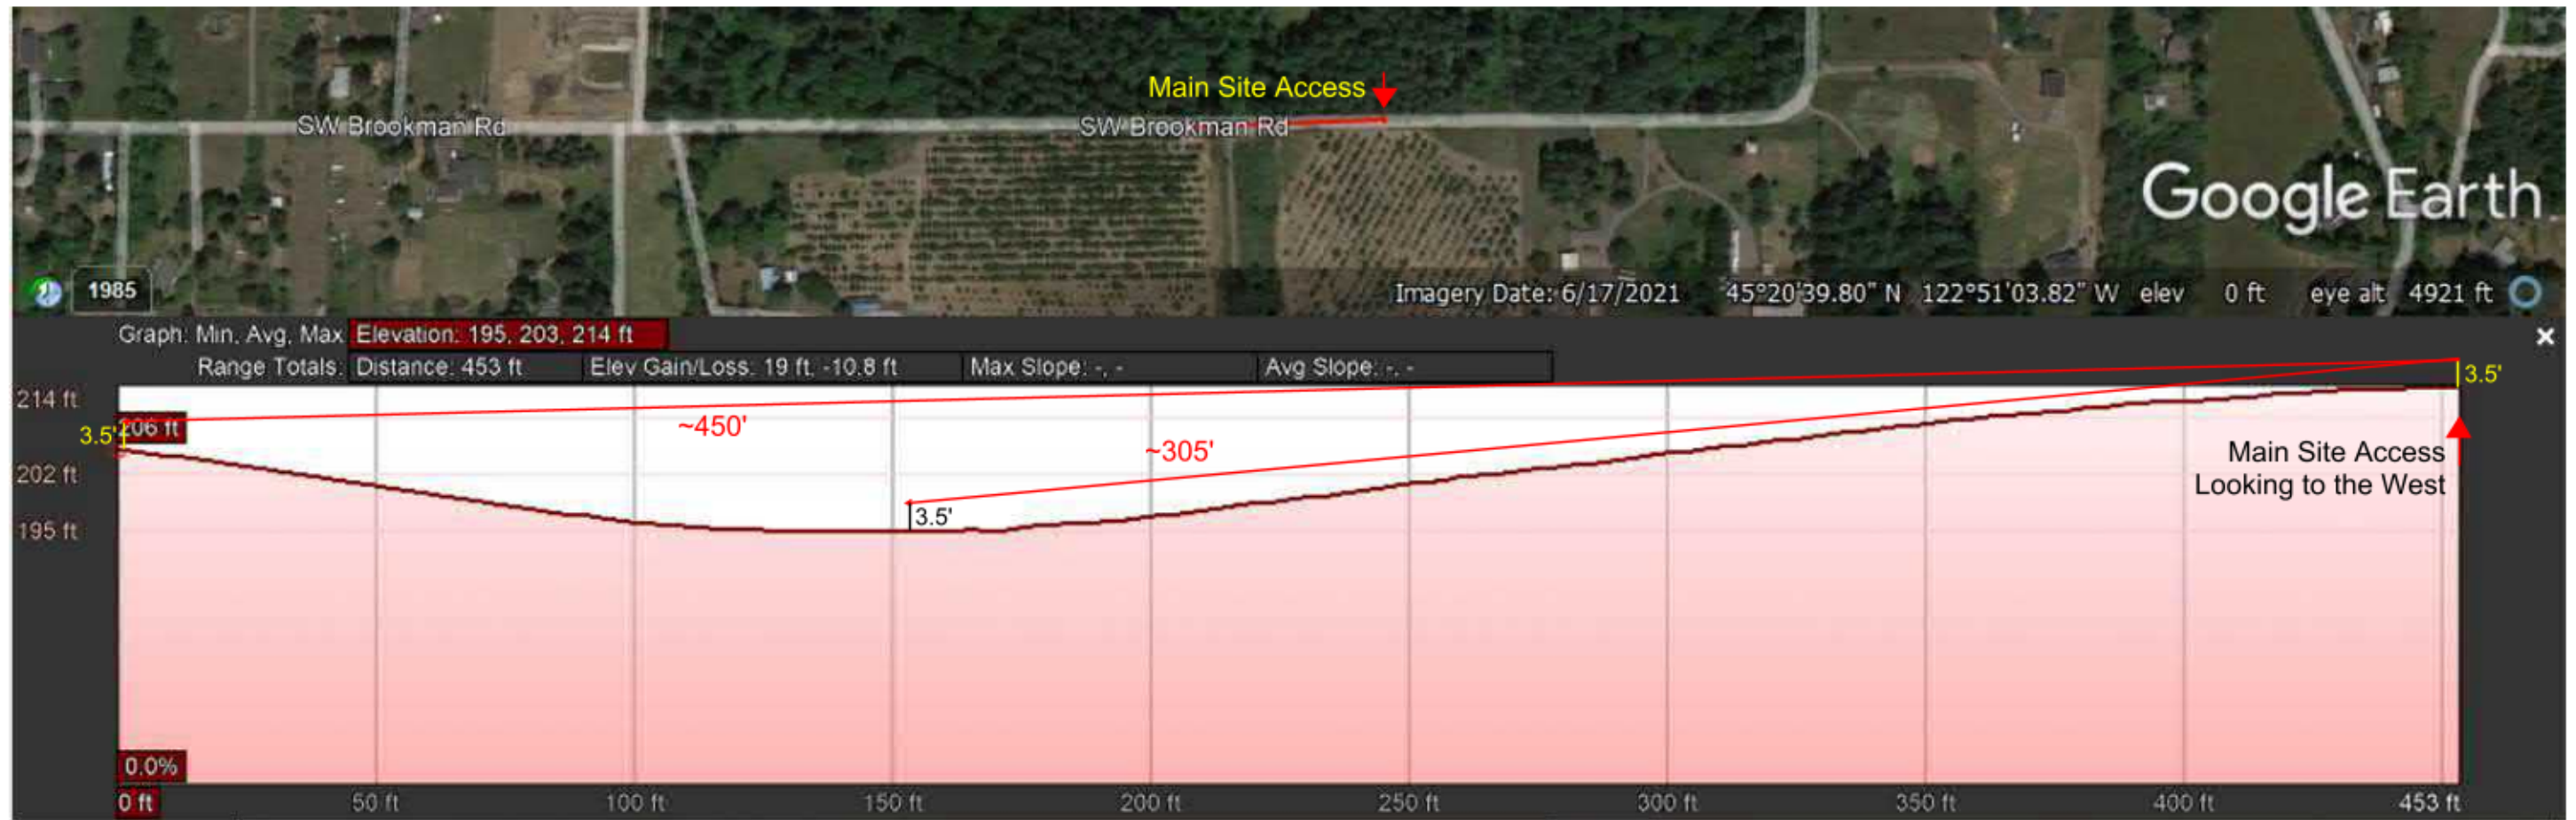 Main Site Access
SW Brookman Rd
SW Brookman Rd
Google Earth
1985
Imagery Date: 6/17/2021 45°20'39.80" N 122°51'03.82" W elev 0 ft eye alt 4921 ft
Graph: Min, Avg, Max Elevation: 195, 203, 214 ft
Range Totals: Distance: 453 ft Elev Gain/Loss: 19 ft, -10.8 ft Max Slope: -, - Avg Slope: -, -
3.5'
214 ft
206 ft
3.5'
~450'
~305'
Main Site Access
Looking to the West
202 ft
3.5'
195 ft
0.0%
0 ft 50 ft 100 ft 150 ft 200 ft 250 ft 300 ft 350 ft 400 ft 453 ft